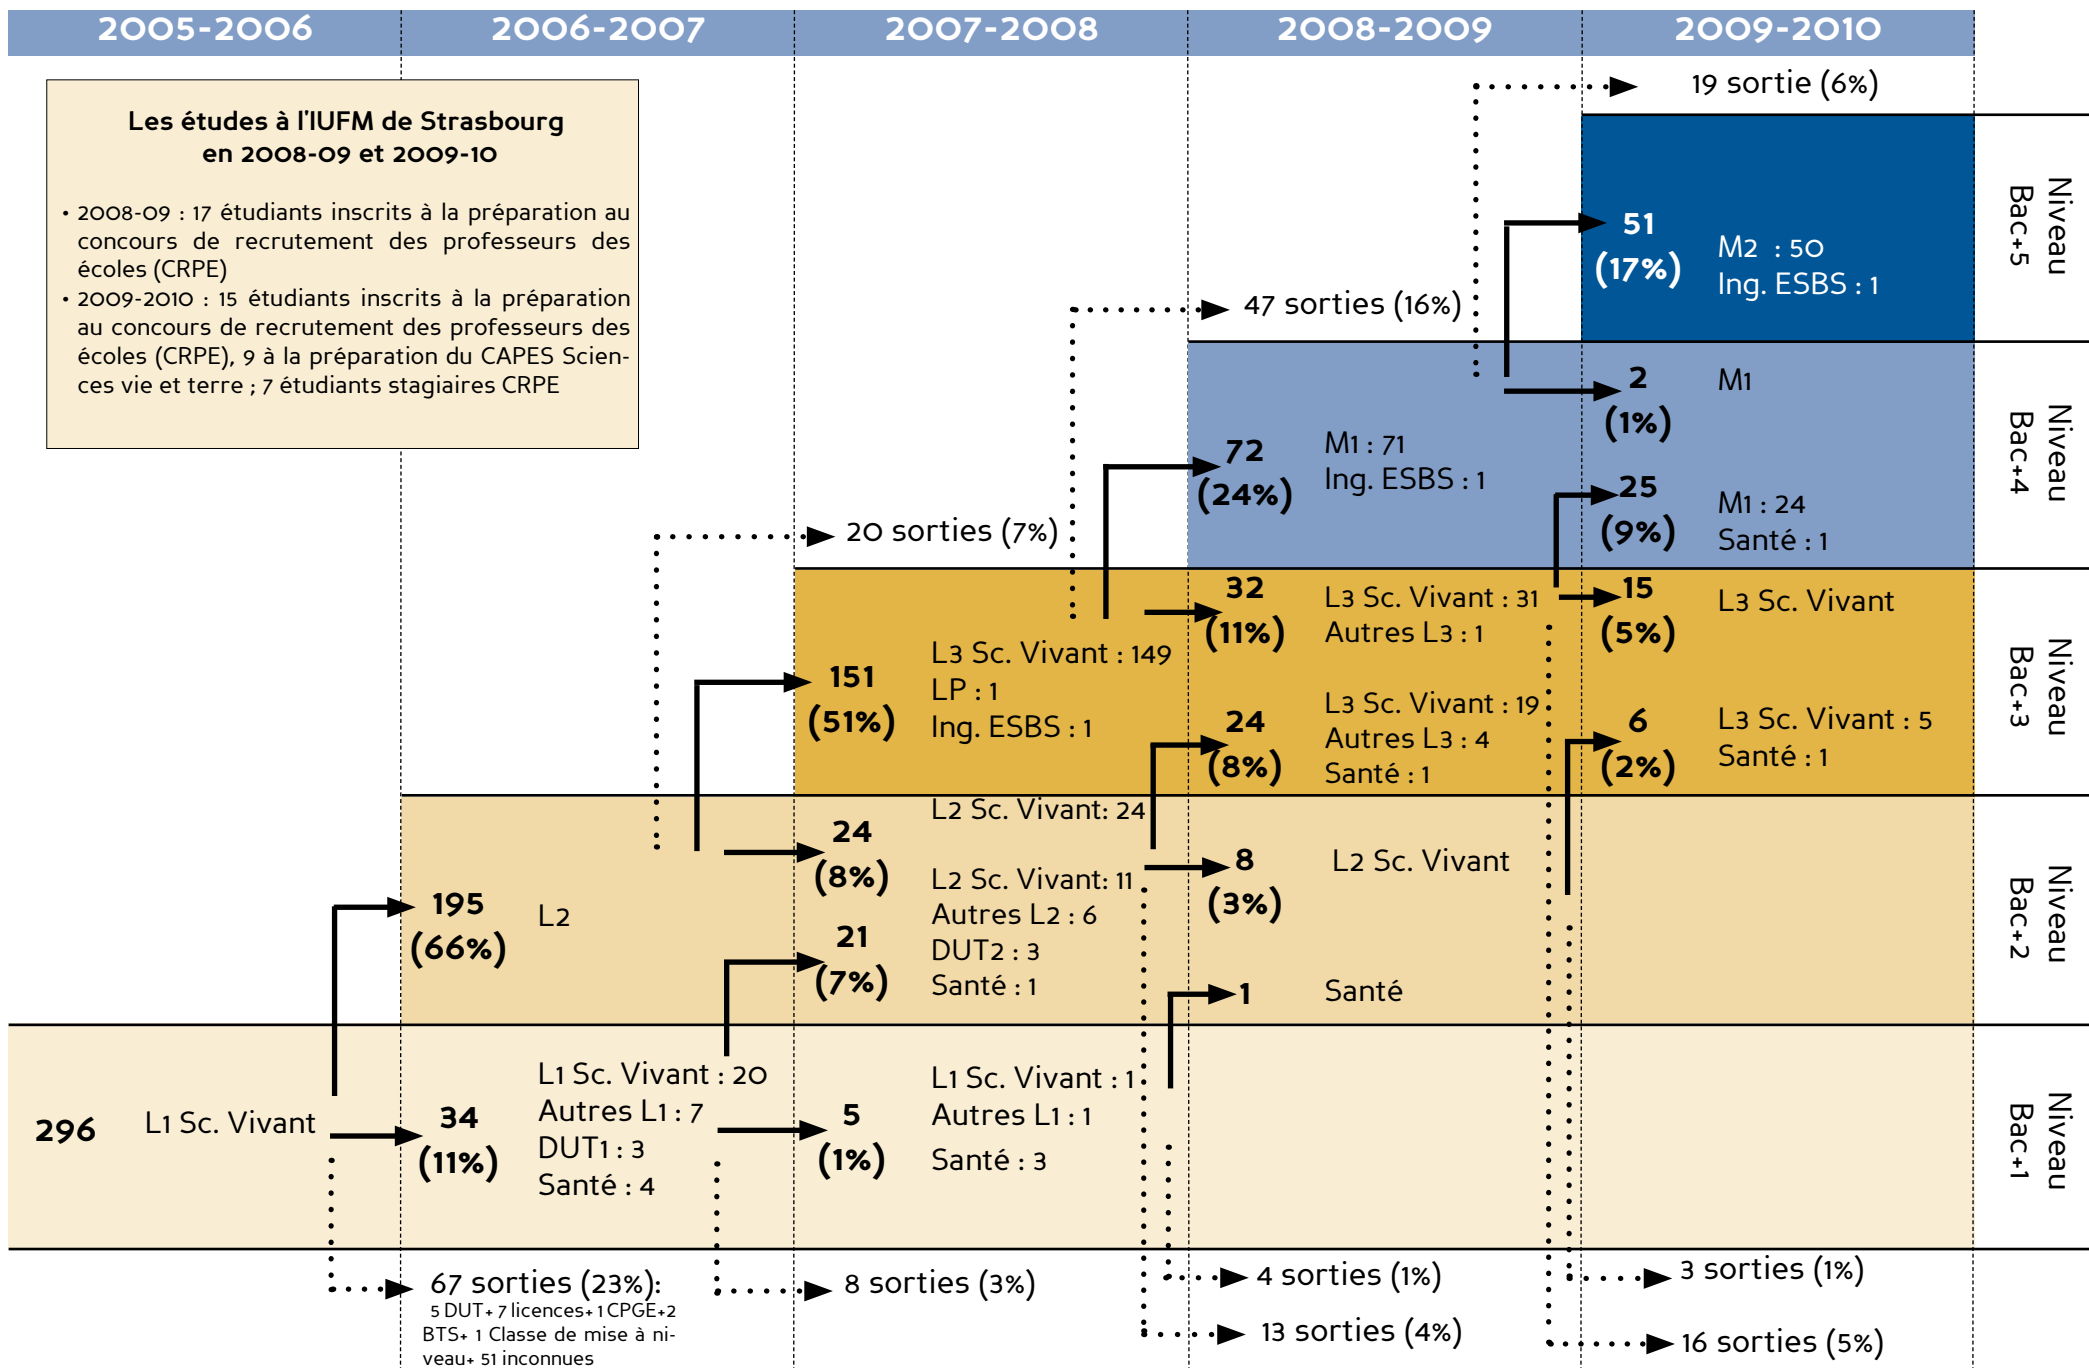 2005-2006
2006-2007
2007-2008
2008-2009
2009-2010
Les études à l'IUFM de Strasbourg
en 2008-09 et 2009-10
• 2008-09 : 17 étudiants inscrits à la préparation au
concours de recrutement des professeurs des
écoles (CRPE)
• 2009-2010 : 15 étudiants inscrits à la préparation
au concours de recrutement des professeurs des
écoles (CRPE), 9 à la préparation du CAPES Scien-
ces vie et terre ; 7 étudiants stagiaires CRPE
19 sortie (6%)
51
(17%)
M2 : 50
Ing. ESBS : 1
Niveau
Bac+5
47 sorties (16%)
72
(24%)
M1 : 71
Ing. ESBS : 1
2
(1%)
M1
25
(9%)
M1 : 24
Santé : 1
Niveau
Bac+4
20 sorties (7%)
151
(51%)
L3 Sc. Vivant : 149
LP : 1
Ing. ESBS : 1
32
(11%)
L3 Sc. Vivant : 31
Autres L3 : 1
24
(8%)
L3 Sc. Vivant : 19
Autres L3 : 4
Santé : 1
15
(5%)
L3 Sc. Vivant
6
(2%)
L3 Sc. Vivant : 5
Santé : 1
Niveau
Bac+3
195
(66%)
L2
24
(8%)
L2 Sc. Vivant: 24
21
(7%)
L2 Sc. Vivant: 11
Autres L2 : 6
DUT2 : 3
Santé : 1
8
(3%)
L2 Sc. Vivant
1
Santé
Niveau
Bac+2
296
L1 Sc. Vivant
34
(11%)
L1 Sc. Vivant : 20
Autres L1 : 7
DUT1 : 3
Santé : 4
5
(1%)
L1 Sc. Vivant : 1
Autres L1 : 1
Santé : 3
Niveau
Bac+1
67 sorties (23%):
5 DUT+ 7 licences+ 1 CPGE+2
BTS+ 1 Classe de mise à ni-
veau+ 51 inconnues
8 sorties (3%)
4 sorties (1%)
13 sorties (4%)
3 sorties (1%)
16 sorties (5%)